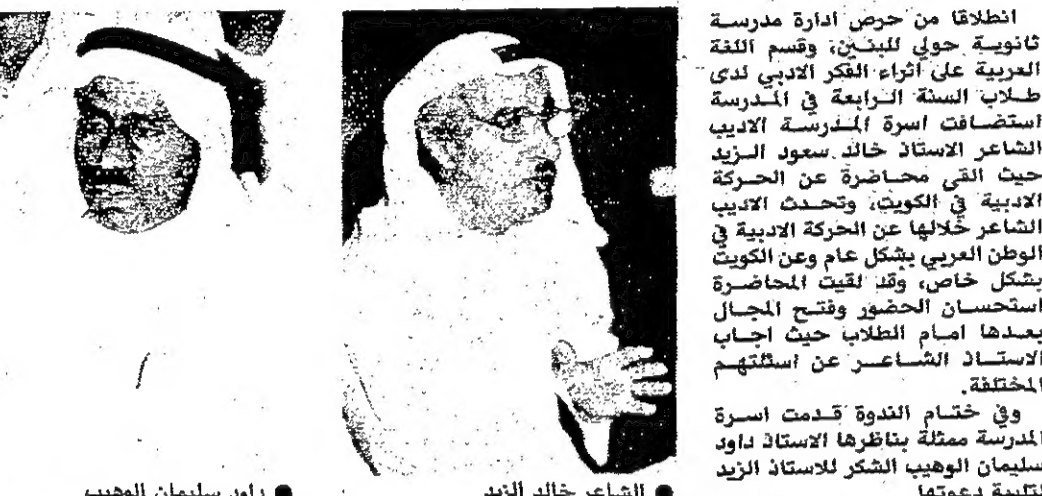 انطلاقا من حرص ادارة مدرسة
ثانوية حولي للبنين، وقسم اللغة
العربية على اثراء الفكر الادبي لدى
طلاب السنة الرابعة في المدرسة
استضافت اسرة المدرسة الاديب
الشاعر الاستاذ خالد سعود الزيد
حيث القى محاضرة عن الحركة
الادبية في الكويت، وتحدث الاديب
الشاعر خلالها عن الحركة الادبية في
الوطن العربي بشكل عام وعن الكويت
بشكل خاص، وقد لقيت المحاضرة
استحسان الحضور وفتح المجال
بعدها امام الطلاب حيث اجاب
الاستاذ الشاعر عن اسئلتهم
المختلفة.
وفي ختام الندوة قدمت اسرة
المدرسة ممثلة بناظرها الاستاذ داود
سليمان الوهيب الشكر للاستاذ الزيد
لتلبية دعوتها
● الشاعر خالد الزيد
● داود سليمان الوهيب